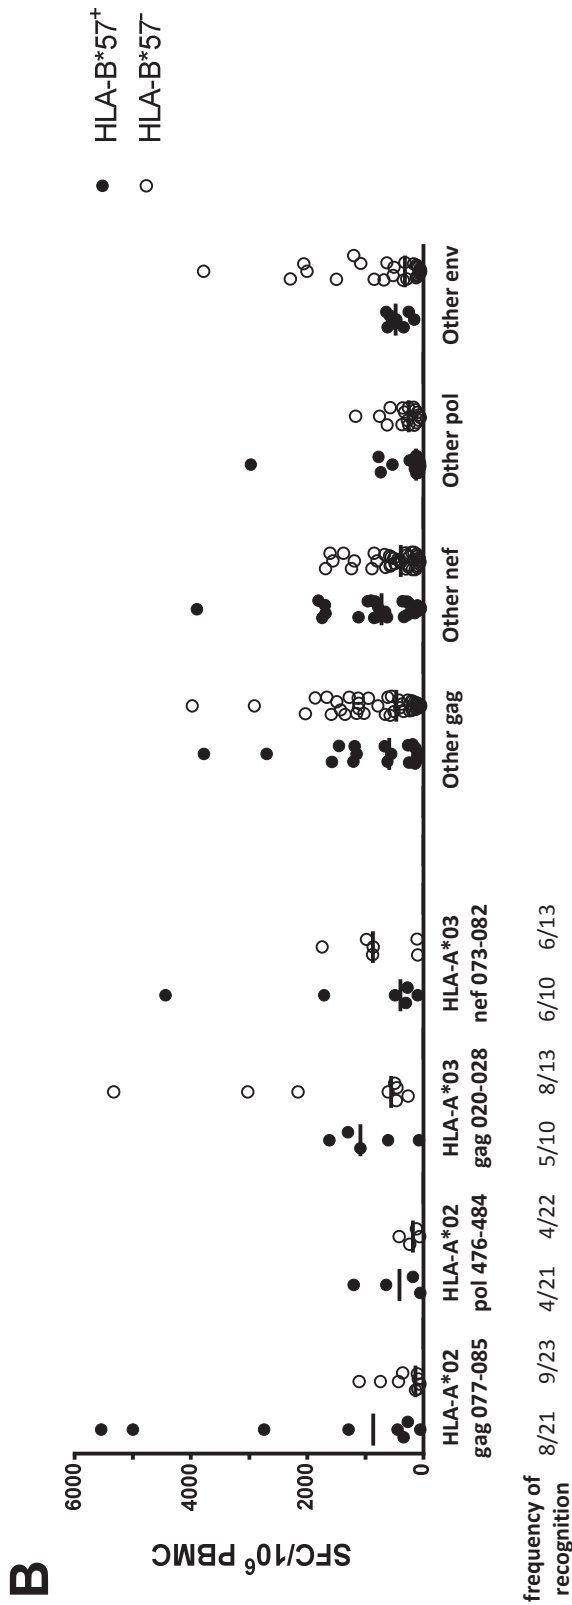 B
HLA-B*57+
HLA-B*57-
SFC/10⁶ PBMC
6000
4000
2000
0
HLA-A*02
gag 077-085
HLA-A*02
pol 476-484
HLA-A*03
gag 020-028
HLA-A*03
nef 073-082
Other gag
Other nef
Other pol
Other env
frequency of
recognition
8/21 9/23 4/21 4/22 5/10 8/13 6/10 6/13